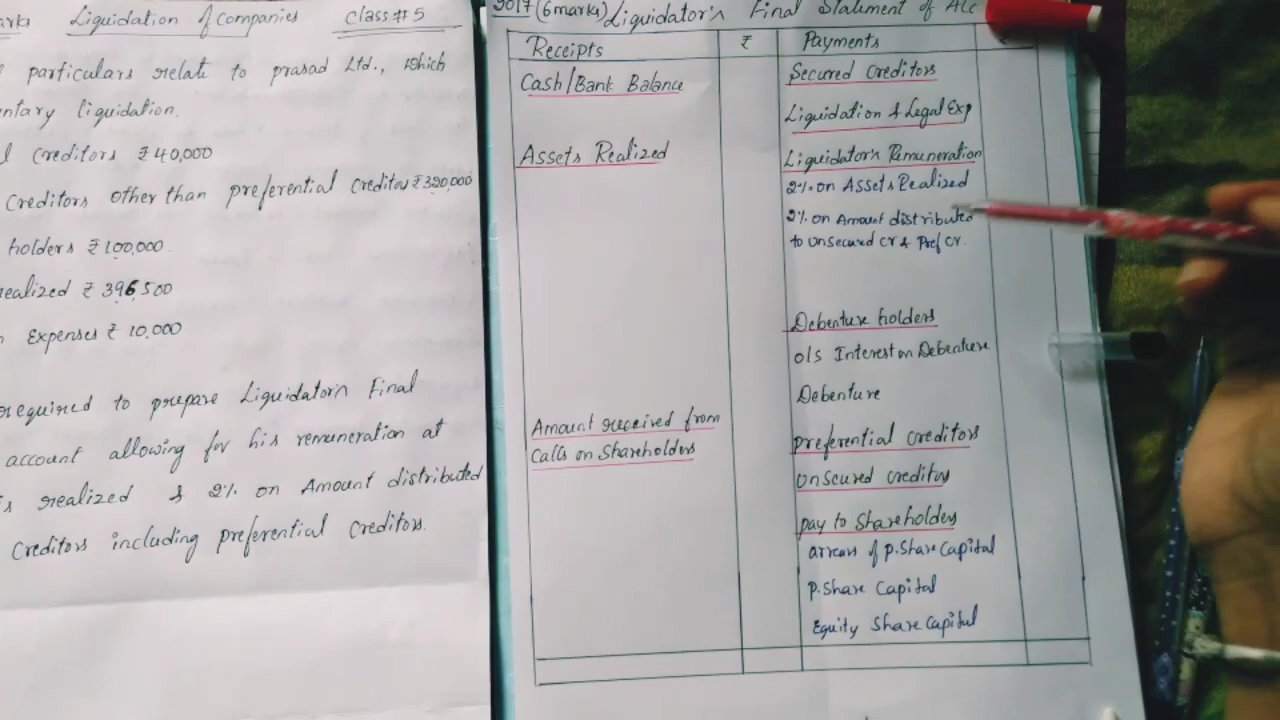 Liquidation of companies class # 5
particulars relate to prasad Ltd., which
ntary liquidation.
creditors ₹ 40,000
creditors other than preferential creditors ₹ 320,000
holders ₹ 100,000
realized ₹ 396,500
Expenses ₹ 10,000
required to prepare Liquidator's Final
account allowing for his remuneration at
realized & 2% on Amount distributed
creditors including preferential creditors.
2017 (6marks) Liquidator's Final Statement of A/c
Receipts ₹ Payments
Cash/Bank Balance
Secured Creditors
Liquidation & Legal Exp
Assets Realized
Liquidator's Remuneration
2% on Assets Realized
2% on Amount distributed
to unsecured cr & Pref cr.
Debenture holders
o/s Interest on Debenture
Debenture
Amount received from
Calls on Shareholders
preferential creditors
unscured creditors
pay to Shareholders
arrears of p.Share Capital
p.Share Capital
Equity Share Capital